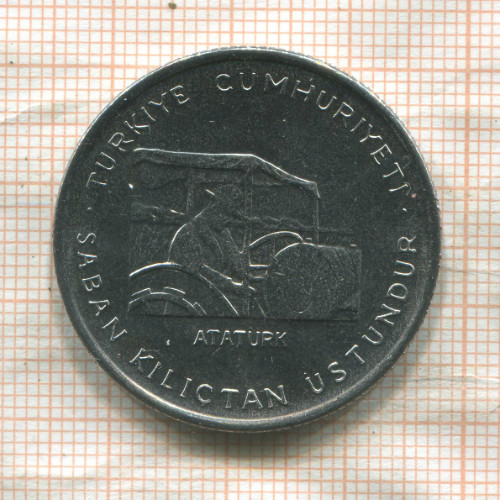 TÜRKİYE CUMHURİYETİ
ATATÜRK
SABAN KILIÇTAN ÜSTÜNDÜR